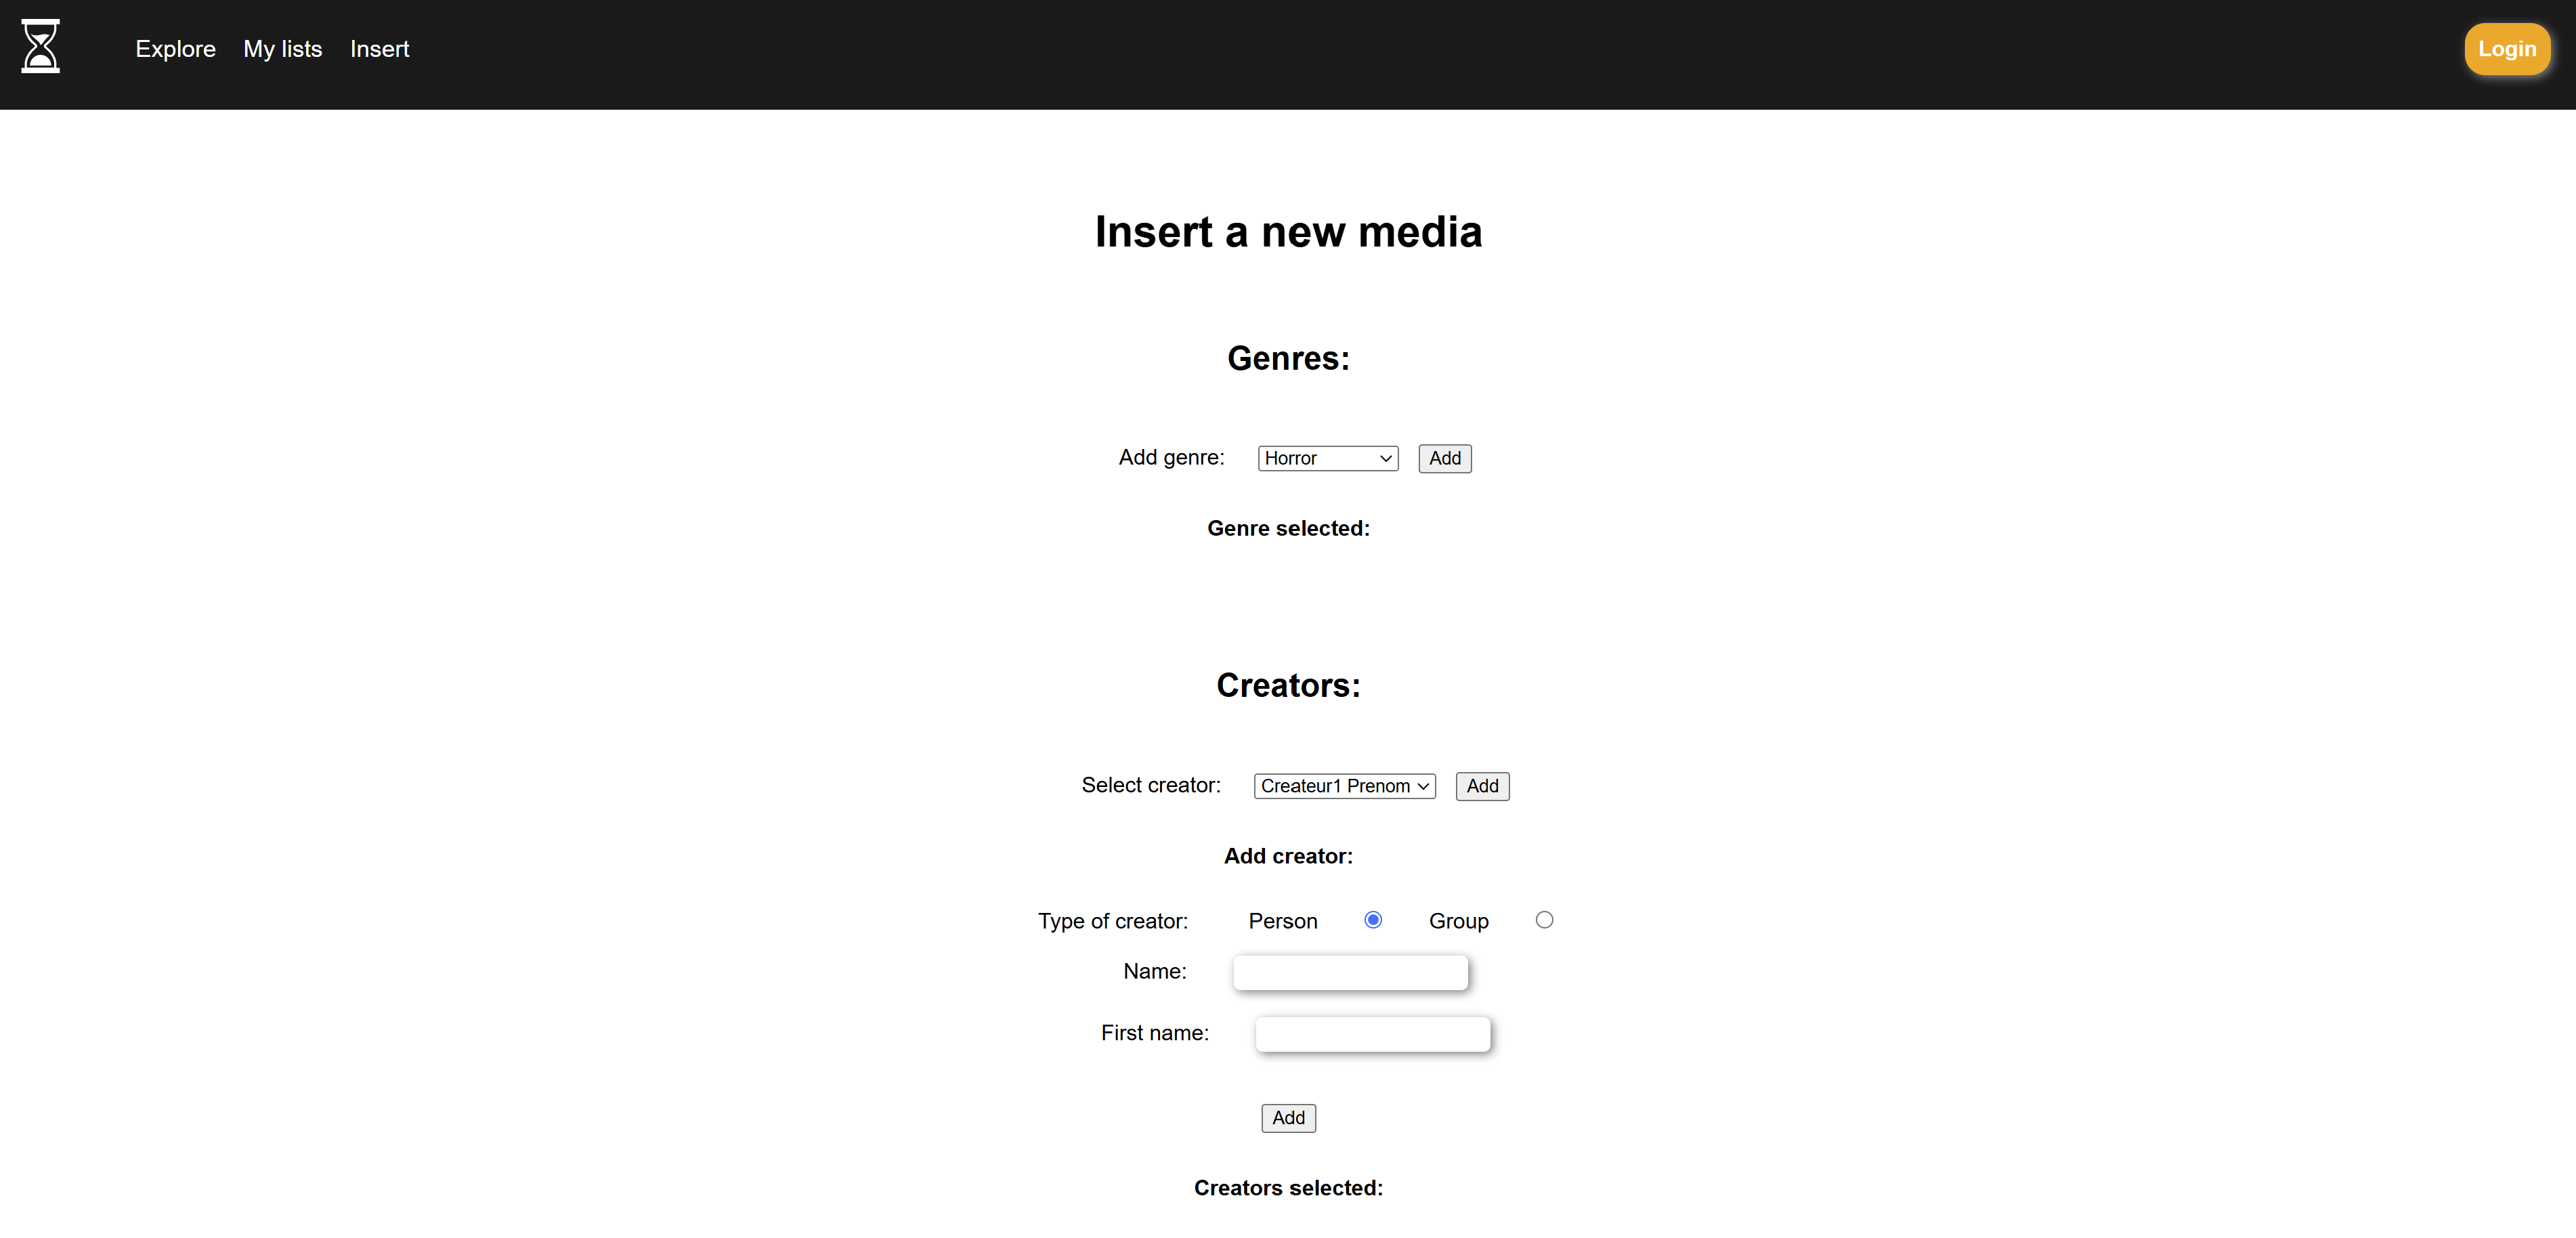 Explore My lists Insert Login
Insert a new media
Genres:
Add genre: Horror Add
Genre selected:
Creators:
Select creator: Createur1 Prenom Add
Add creator:
Type of creator: Person Group
Name:
First name:
Add
Creators selected: